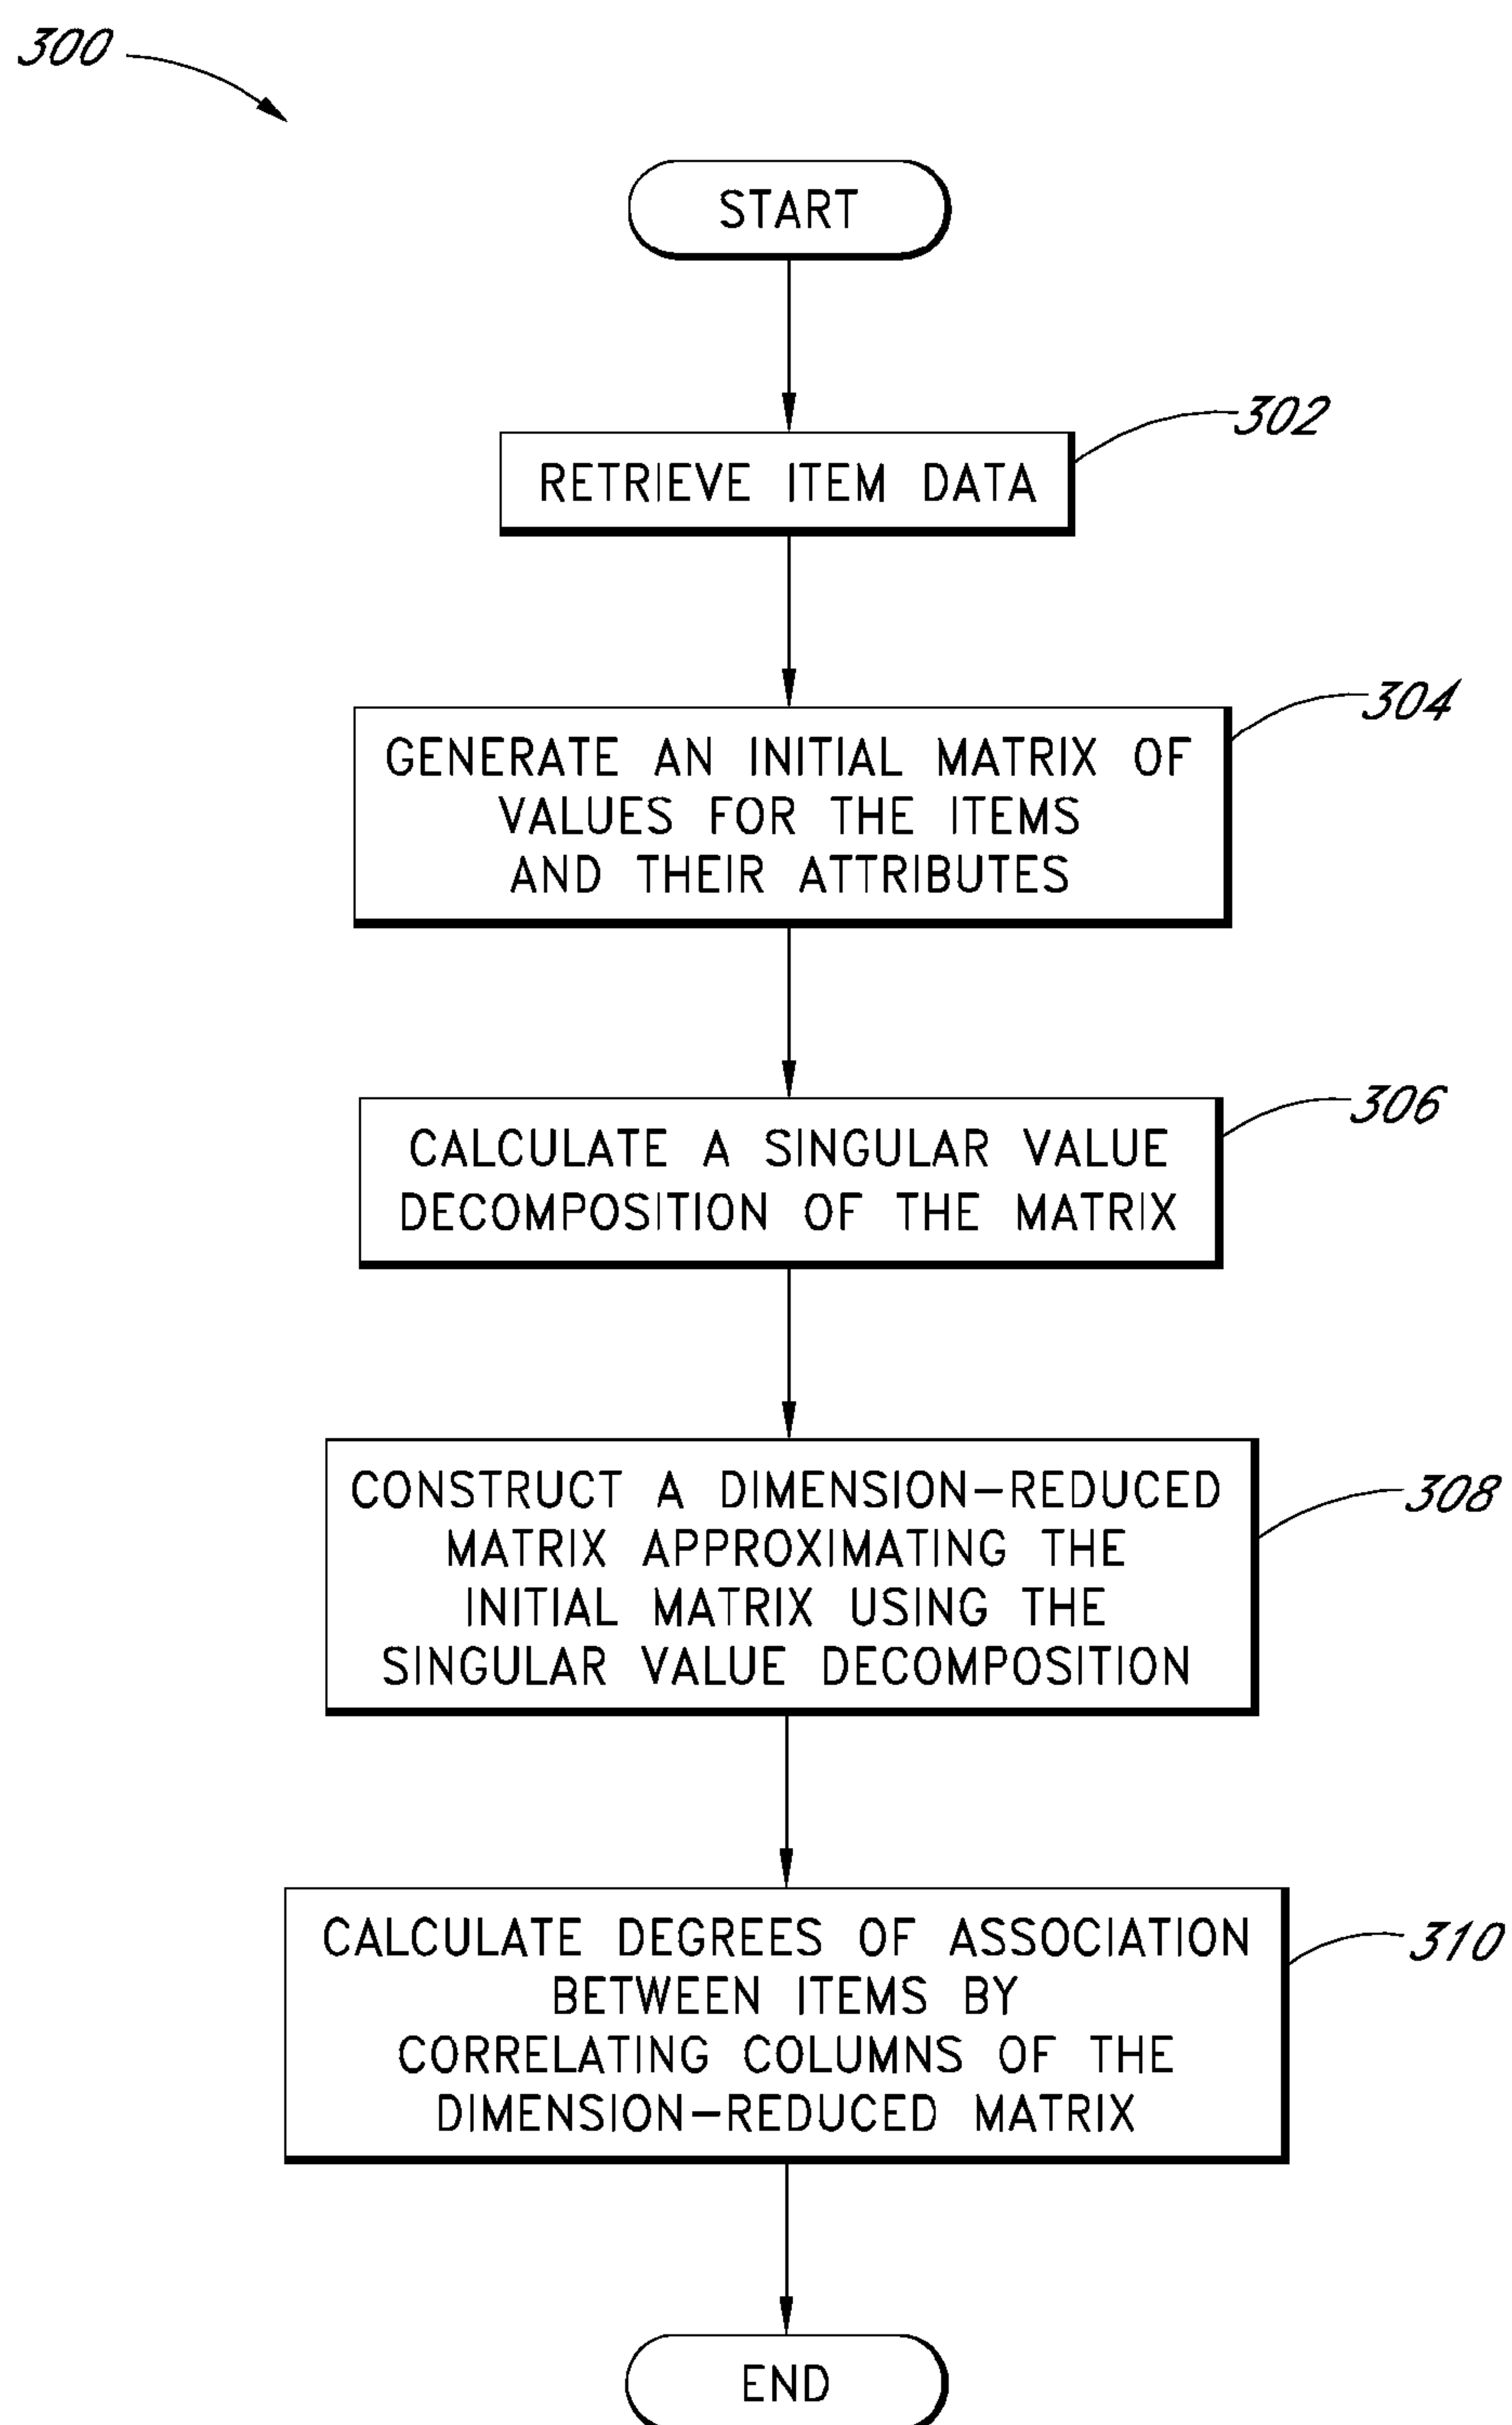 300
START
302
RETRIEVE ITEM DATA
304
GENERATE AN INITIAL MATRIX OF
VALUES FOR THE ITEMS
AND THEIR ATTRIBUTES
306
CALCULATE A SINGULAR VALUE
DECOMPOSITION OF THE MATRIX
308
CONSTRUCT A DIMENSION-REDUCED
MATRIX APPROXIMATING THE
INITIAL MATRIX USING THE
SINGULAR VALUE DECOMPOSITION
310
CALCULATE DEGREES OF ASSOCIATION
BETWEEN ITEMS BY
CORRELATING COLUMNS OF THE
DIMENSION-REDUCED MATRIX
END